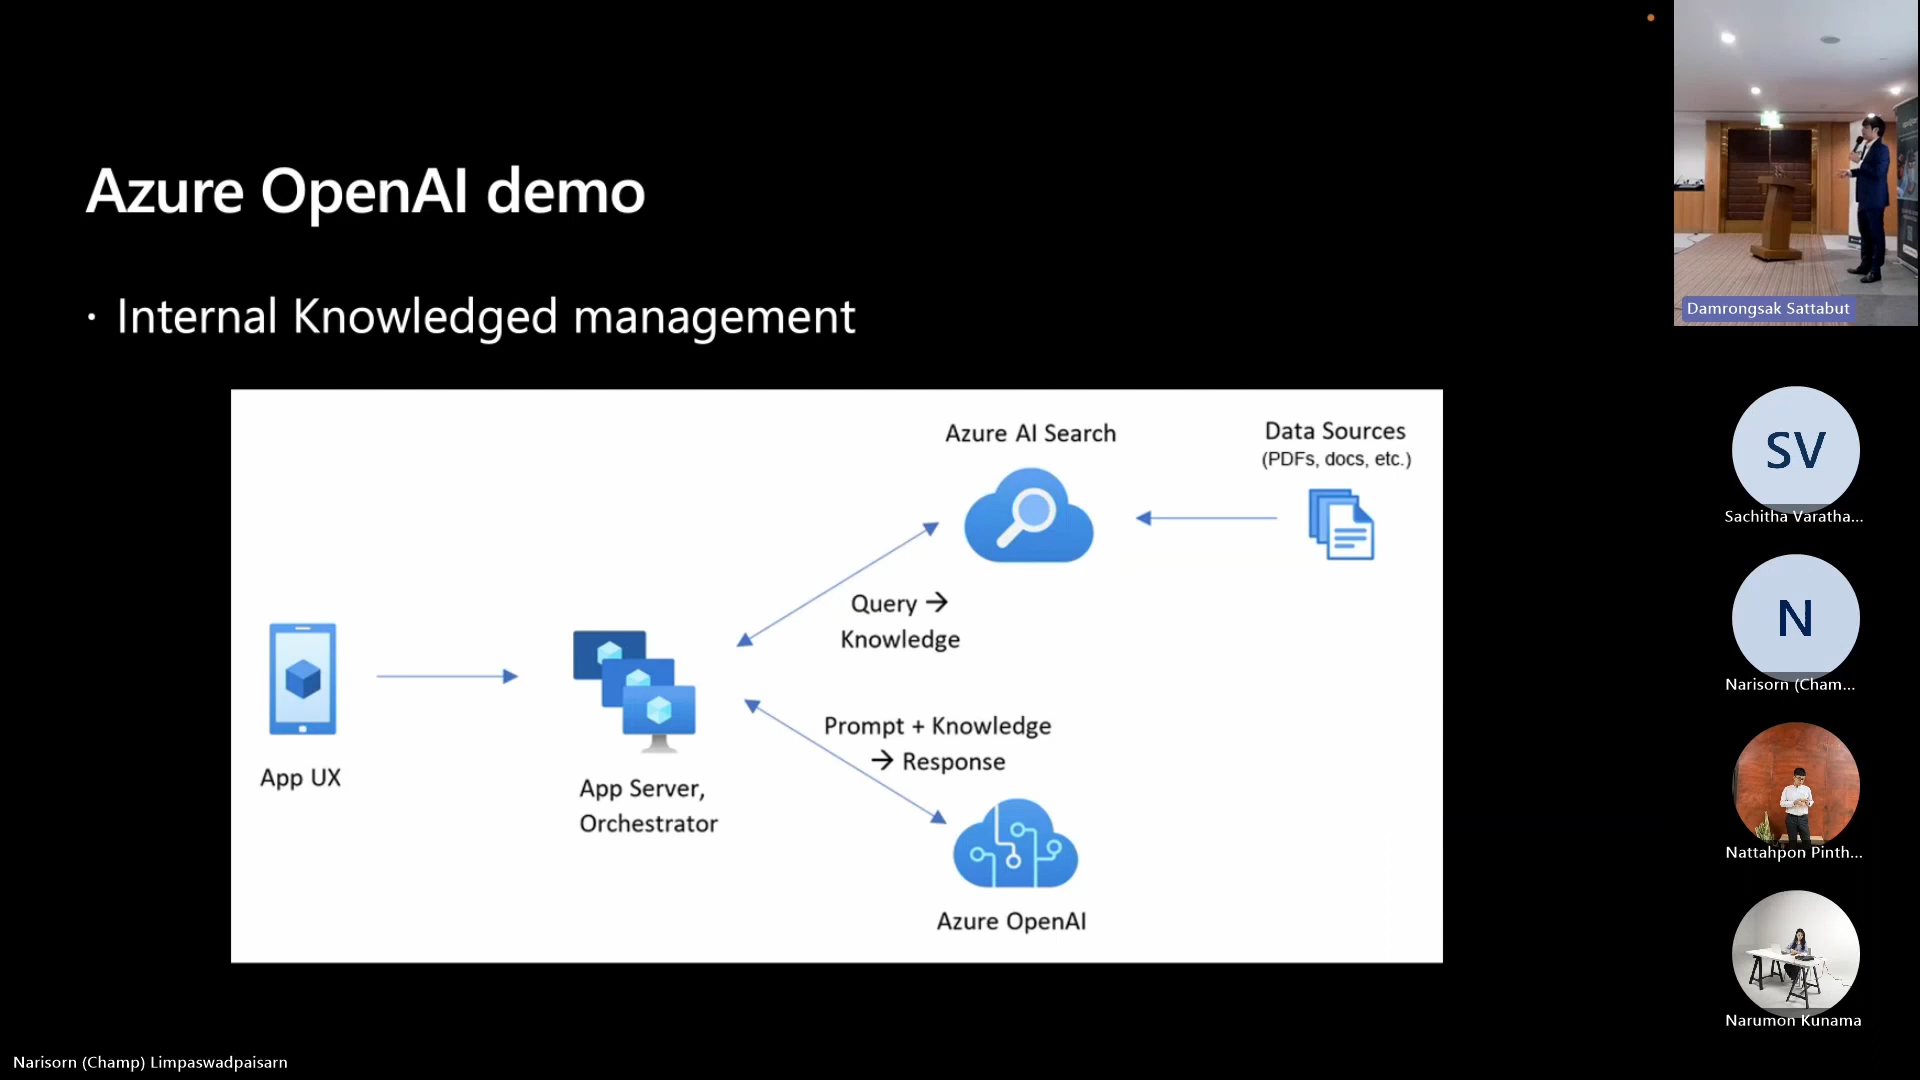 Azure OpenAI demo
· Internal Knowledged management
Azure AI Search
Data Sources
(PDFs, docs, etc.)
Query →
Knowledge
Prompt + Knowledge
→ Response
App UX
App Server,
Orchestrator
Azure OpenAI
Damrongsak Sattabut
SV
Sachitha Varatha...
N
Narisorn (Cham...
Nattahpon Pinth...
Narumon Kunama
Narisorn (Champ) Limpaswadpaisarn